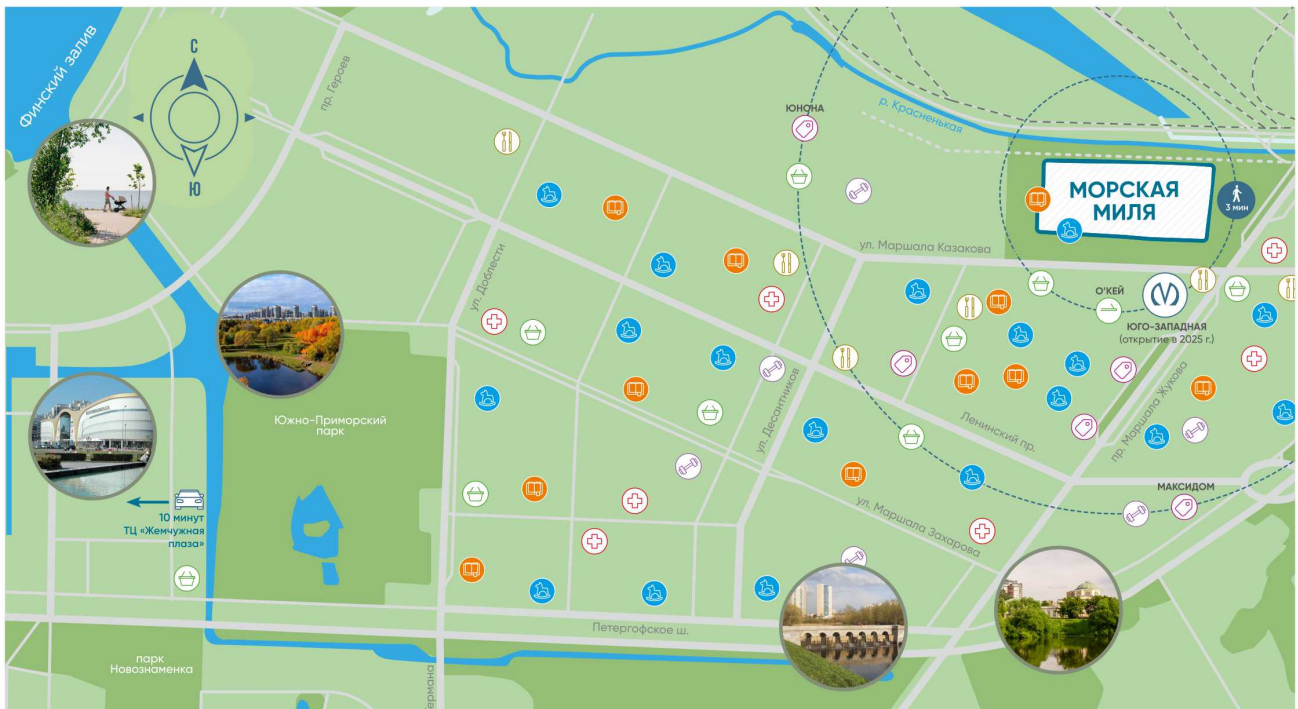 Финский залив
С
Ю
пр. Героев
ЮНОНА
р. Красненькая
МОРСКАЯ
МИЛЯ
3 мин
ул. Маршала Казакова
ул. Доблести
О'КЕЙ
ЮГО-ЗАПАДНАЯ
(открытие в 2025 г.)
Южно-Приморский
парк
ул. Десантников
Ленинский пр.
пр. Маршала Жукова
10 минут
ТЦ «Жемчужная
плаза»
МАКСИДОМ
ул. Маршала Захарова
Петергофское ш.
парк
Новознаменка
ермана